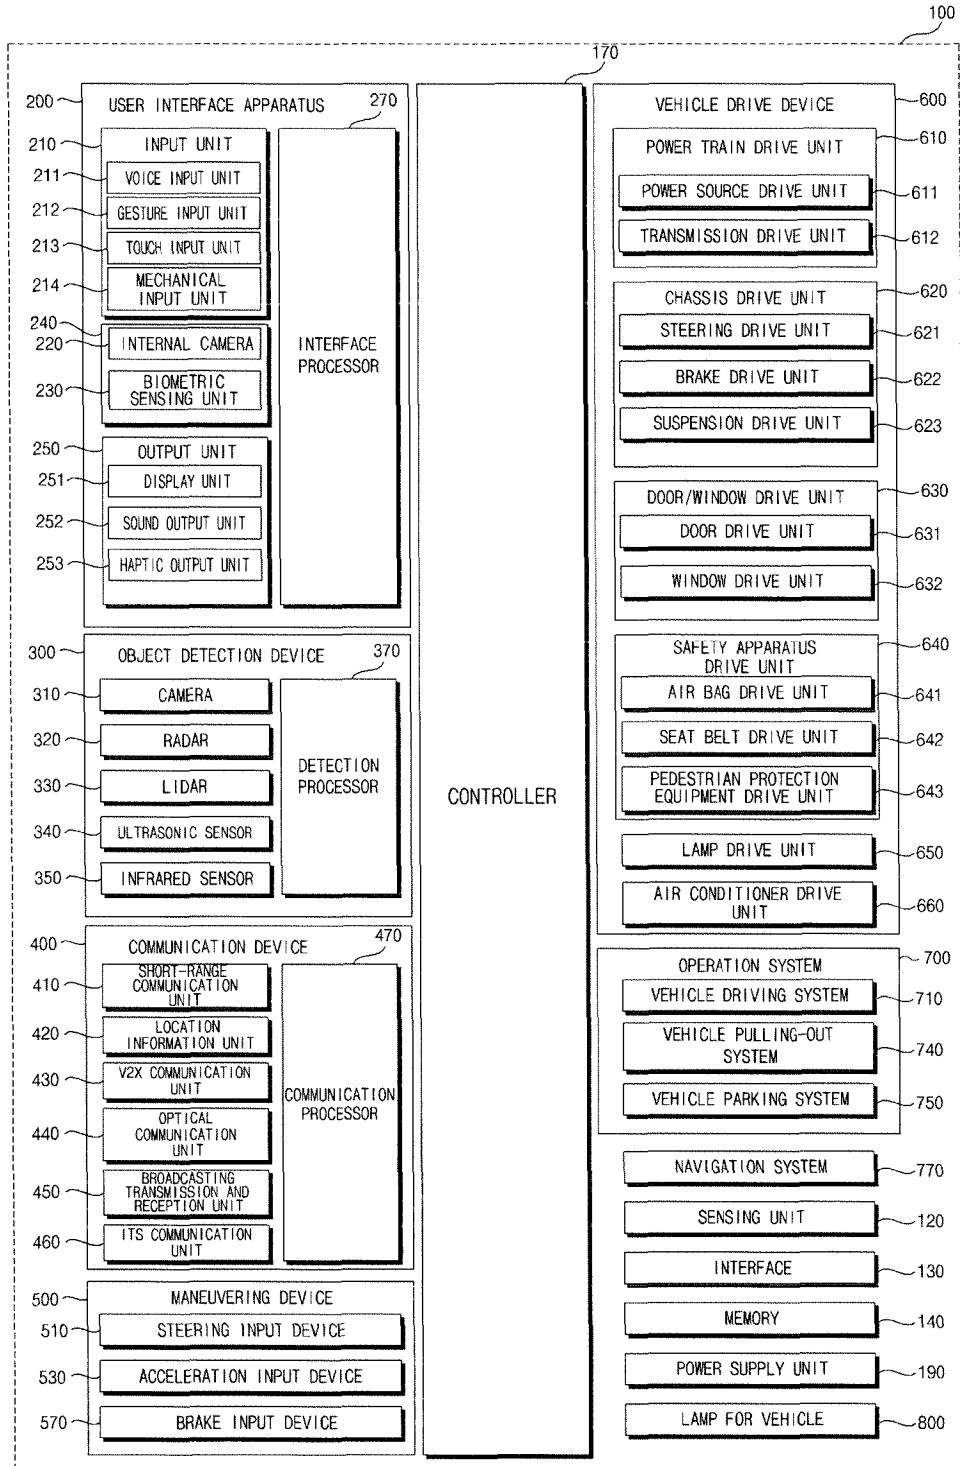 100
170
200
USER INTERFACE APPARATUS
270
210
INPUT UNIT
211
VOICE INPUT UNIT
212
GESTURE INPUT UNIT
213
TOUCH INPUT UNIT
214
MECHANICAL
INPUT UNIT
240
220
INTERNAL CAMERA
230
BIOMETRIC
SENSING UNIT
INTERFACE
PROCESSOR
250
OUTPUT UNIT
251
DISPLAY UNIT
252
SOUND OUTPUT UNIT
253
HAPTIC OUTPUT UNIT
300
OBJECT DETECTION DEVICE
370
310
CAMERA
320
RADAR
330
LIDAR
340
ULTRASONIC SENSOR
350
INFRARED SENSOR
DETECTION
PROCESSOR
400
COMMUNICATION DEVICE
470
410
SHORT-RANGE
COMMUNICATION
UNIT
420
LOCATION
INFORMATION UNIT
430
V2X COMMUNICATION
UNIT
440
OPTICAL
COMMUNICATION
UNIT
450
BROADCASTING
TRANSMISSION AND
RECEPTION UNIT
460
ITS COMMUNICATION
UNIT
COMMUNICATION
PROCESSOR
500
MANEUVERING DEVICE
510
STEERING INPUT DEVICE
530
ACCELERATION INPUT DEVICE
570
BRAKE INPUT DEVICE
CONTROLLER
VEHICLE DRIVE DEVICE
600
POWER TRAIN DRIVE UNIT
610
POWER SOURCE DRIVE UNIT
611
TRANSMISSION DRIVE UNIT
612
CHASSIS DRIVE UNIT
620
STEERING DRIVE UNIT
621
BRAKE DRIVE UNIT
622
SUSPENSION DRIVE UNIT
623
DOOR/WINDOW DRIVE UNIT
630
DOOR DRIVE UNIT
631
WINDOW DRIVE UNIT
632
SAFETY APPARATUS
DRIVE UNIT
640
AIR BAG DRIVE UNIT
641
SEAT BELT DRIVE UNIT
642
PEDESTRIAN PROTECTION
EQUIPMENT DRIVE UNIT
643
LAMP DRIVE UNIT
650
AIR CONDITIONER DRIVE
UNIT
660
OPERATION SYSTEM
700
VEHICLE DRIVING SYSTEM
710
VEHICLE PULLING-OUT
SYSTEM
740
VEHICLE PARKING SYSTEM
750
NAVIGATION SYSTEM
770
SENSING UNIT
120
INTERFACE
130
MEMORY
140
POWER SUPPLY UNIT
190
LAMP FOR VEHICLE
800